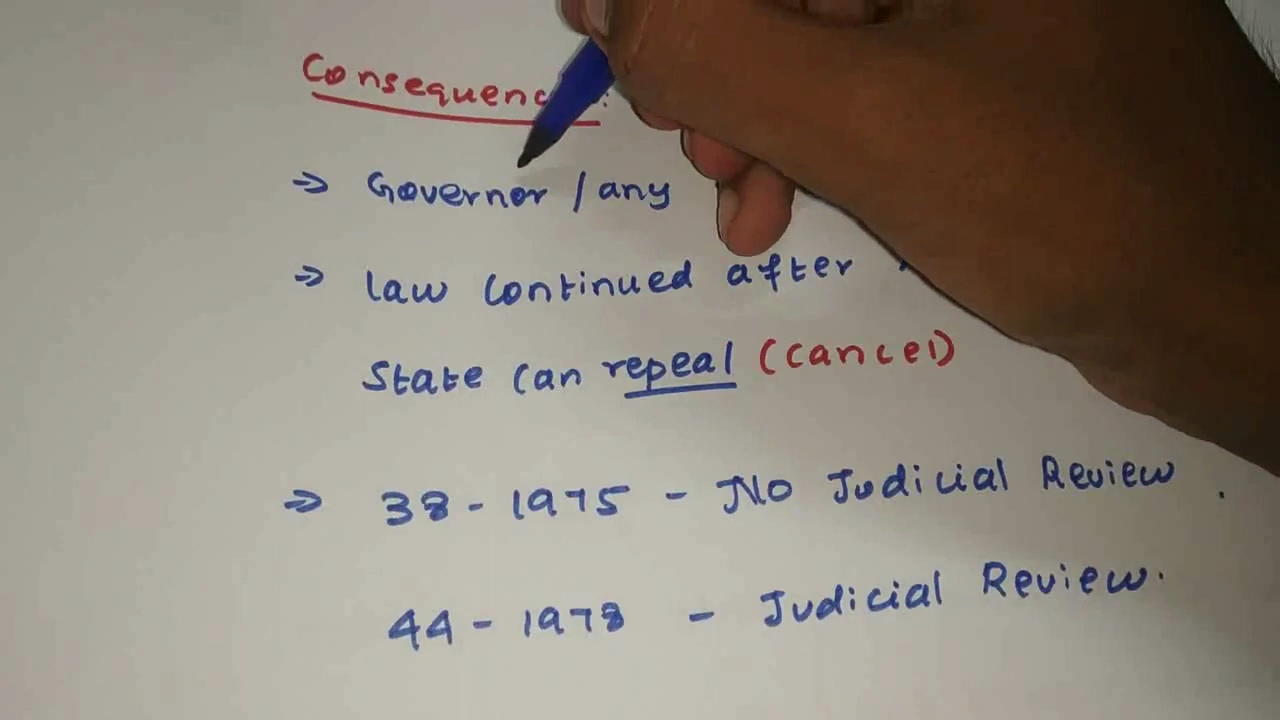 Consequenc
→ Governor / any
→ Law continued after
State can repeal (cancel)
→ 38 - 1975 - No Judicial Review
44 - 1978 - Judicial Review.